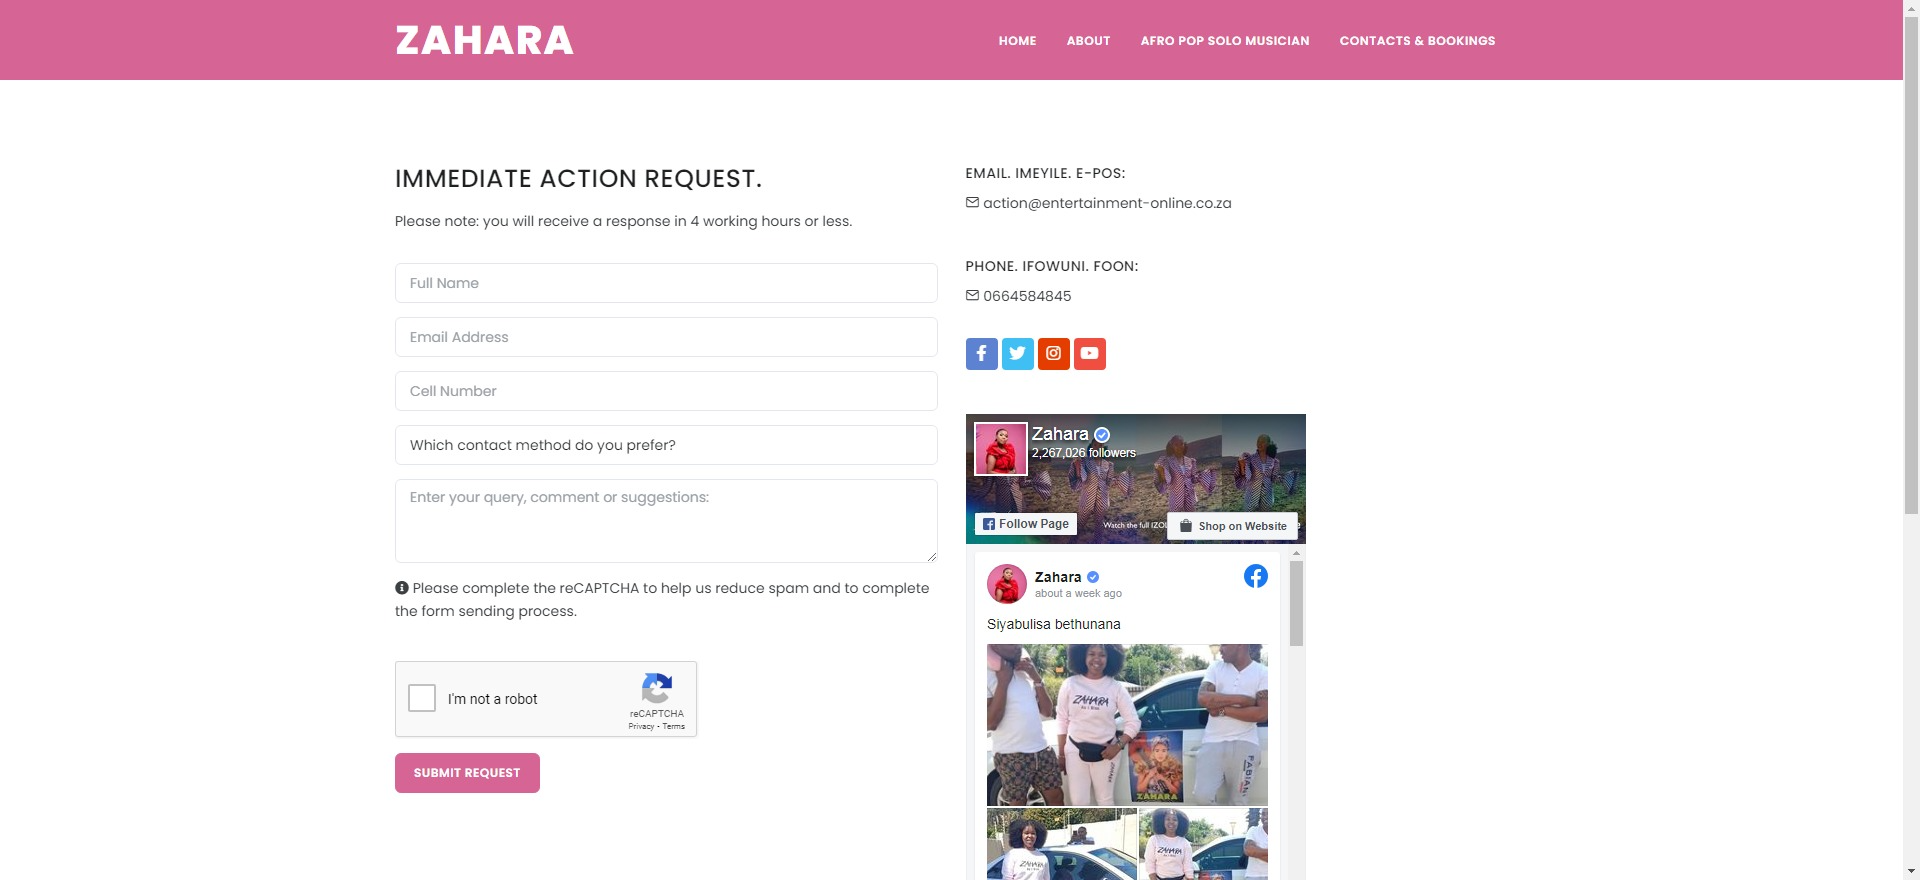 ZAHARA
HOME
ABOUT
AFRO POP SOLO MUSICIAN
CONTACTS & BOOKINGS
IMMEDIATE ACTION REQUEST.
Please note: you will receive a response in 4 working hours or less.
Full Name
Email Address
Cell Number
Which contact method do you prefer?
Enter your query, comment or suggestions:
Please complete the reCAPTCHA to help us reduce spam and to complete
the form sending process.
I'm not a robot
reCAPTCHA
Privacy - Terms
SUBMIT REQUEST
EMAIL. IMEYILE. E-POS:
action@entertainment-online.co.za
PHONE. IFOWUNI. FOON:
0664584845
Zahara
2,267,026 followers
Follow Page
Watch the full IZOL
Shop on Website
Zahara
about a week ago
Siyabulisa bethunana
ZAHARA
FABIANI
ZAHARA
ZAHARA
ZAHARA